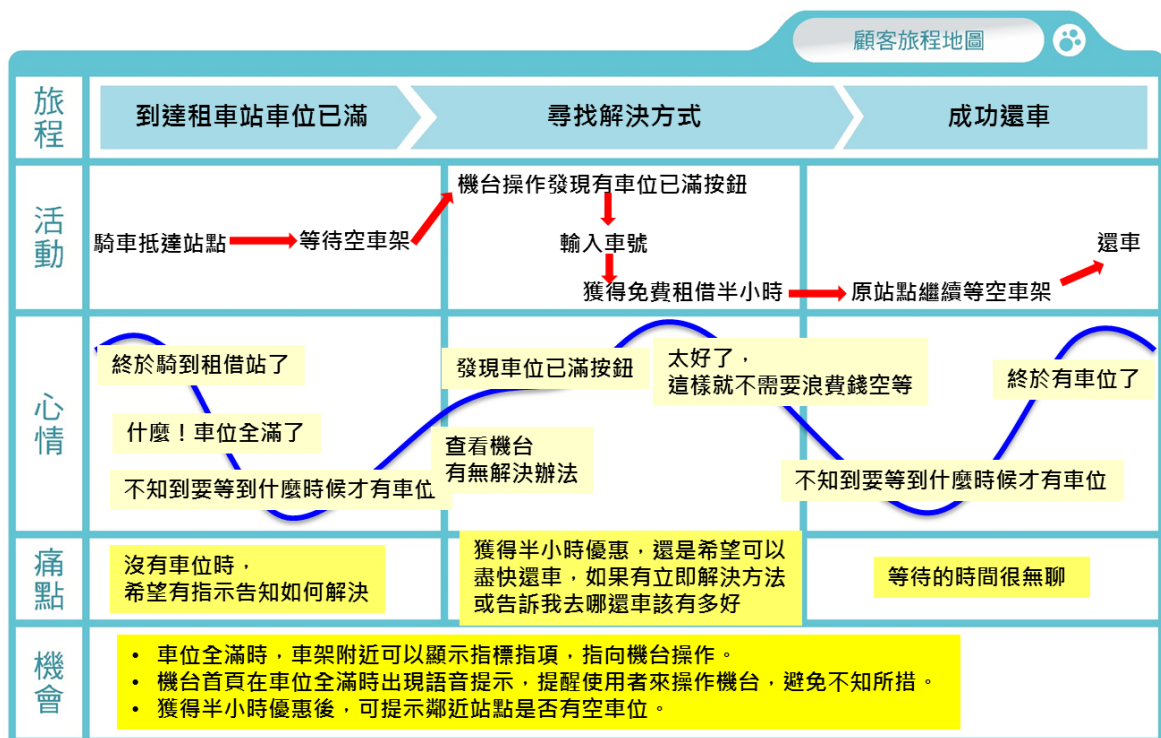 顧客旅程地圖
旅程
到達租車站車位已滿
尋找解決方式
成功還車
活動
騎車抵達站點
等待空車架
機台操作發現有車位已滿按鈕
輸入車號
獲得免費租借半小時
原站點繼續等空車架
還車
心情
終於騎到租借站了
什麼！車位全滿了
不知到要等到什麼時候才有車位
發現車位已滿按鈕
查看機台
有無解決辦法
太好了，
這樣就不需要浪費錢空等
不知到要等到什麼時候才有車位
終於有車位了
痛點
沒有車位時，
希望有指示告知如何解決
獲得半小時優惠，還是希望可以
盡快還車，如果有立即解決方法
或告訴我去哪還車該有多好
等待的時間很無聊
機會
• 車位全滿時，車架附近可以顯示指標指項，指向機台操作。
• 機台首頁在車位全滿時出現語音提示，提醒使用者來操作機台，避免不知所措。
• 獲得半小時優惠後，可提示鄰近站點是否有空車位。